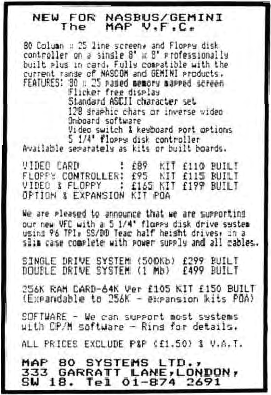 NEW FOR NASBUS/GEMINI
The MAP V.F.C.
80 Column x 25 line screen, and Floppy disk
controller on a single 8" x 8" professionally
built plug in card. Fully compatible with the
current range of NASCOM and GEMINI products.
FEATURES: 80 x 25 paged memory mapped screen
Flicker free display
Standard ASCII character set
128 graphic chars or inverse video
Onboard software
Video switch & keyboard port options
5 1/4" floppy disk controller
Available seperately as kits or built boards.
VIDEO CARD : £89 KIT £110 BUILT
FLOPPY CONTROLLER: £95 KIT £115 BUILT
VIDEO & FLOPPY : £165 KIT £199 BUILT
OPTION & EXPANSION KIT POA
We are pleased to announce that we are supporting
our new VFC with a 5 1/4" floppy disk drive system
using 96 TPI, SS/DD Teac half height drives, in a
slim case complete with power supply and all cables.
SINGLE DRIVE SYSTEM (500Kb) £299 BUILT
DOUBLE DRIVE SYSTEM (1 Mb) £499 BUILT
256K RAM CARD-64K Ver £105 KIT £150 BUILT
(Expandable to 256K - expansion kits POA)
SOFTWARE - We can support most systems
with CP/M software - Ring for details.
ALL PRICES EXCLUDE P&P (£1.50) & V.A.T.
MAP 80 SYSTEMS LTD.,
333 GARRATT LANE, LONDON,
SW 18. Tel 01-874 2691